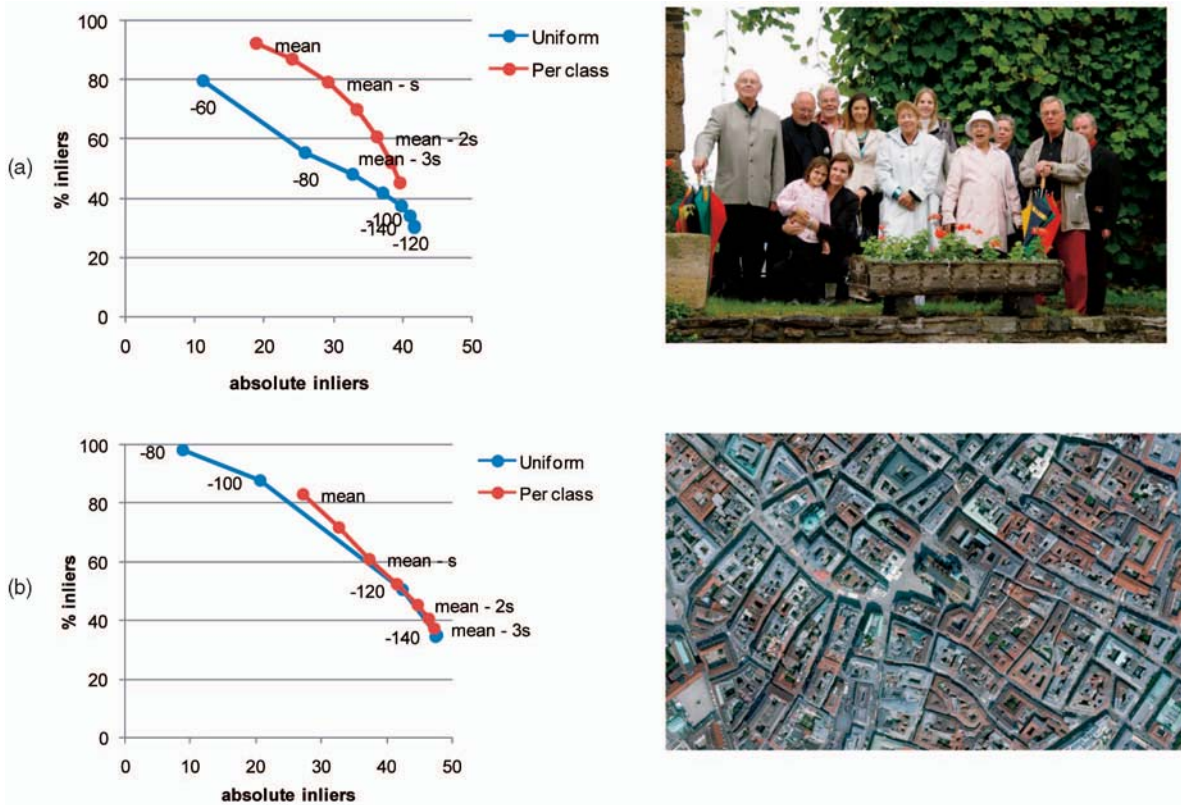 (a)
% inliers
100
80
60
40
20
0
0 10 20 30 40 50
absolute inliers
Uniform
Per class
mean
mean - s
mean - 2s
mean - 3s
-60
-80
-100
-140
-120
(b)
% inliers
100
80
60
40
20
0
0 10 20 30 40 50
absolute inliers
Uniform
Per class
-80
-100
mean
mean - s
-120
mean - 2s
-140
mean - 3s